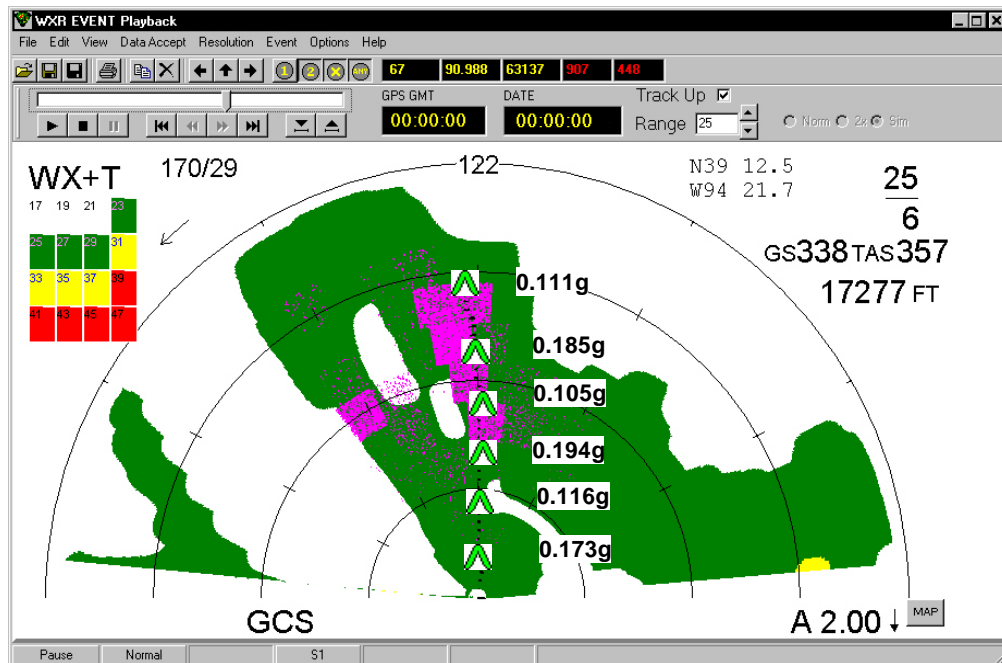 WXR EVENT Playback
File Edit View Data Accept Resolution Event Options Help
1 2 X ANY 67 90.988 63137 907 448
GPS GMT DATE Track Up
00:00:00 00:00:00 Range 25 Norm 2x Sim
WX+T 170/29 122 N39 12.5 25
W94 21.7 6
17 19 21 23
25 27 29 31
33 35 37 39
41 43 45 47
GS338 TAS357
17277 FT
0.111g
0.185g
0.105g
0.194g
0.116g
0.173g
GCS A 2.00 MAP
Pause Normal S1